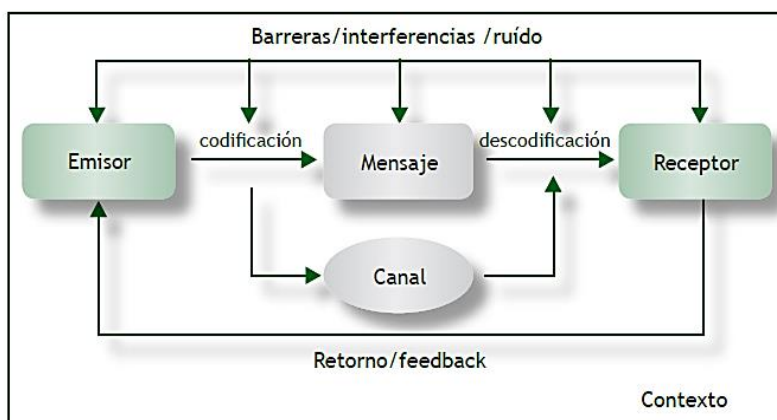 Barreras/interferencias /ruído
codificación
descodificación
Emisor
Mensaje
Receptor
Canal
Retorno/feedback
Contexto